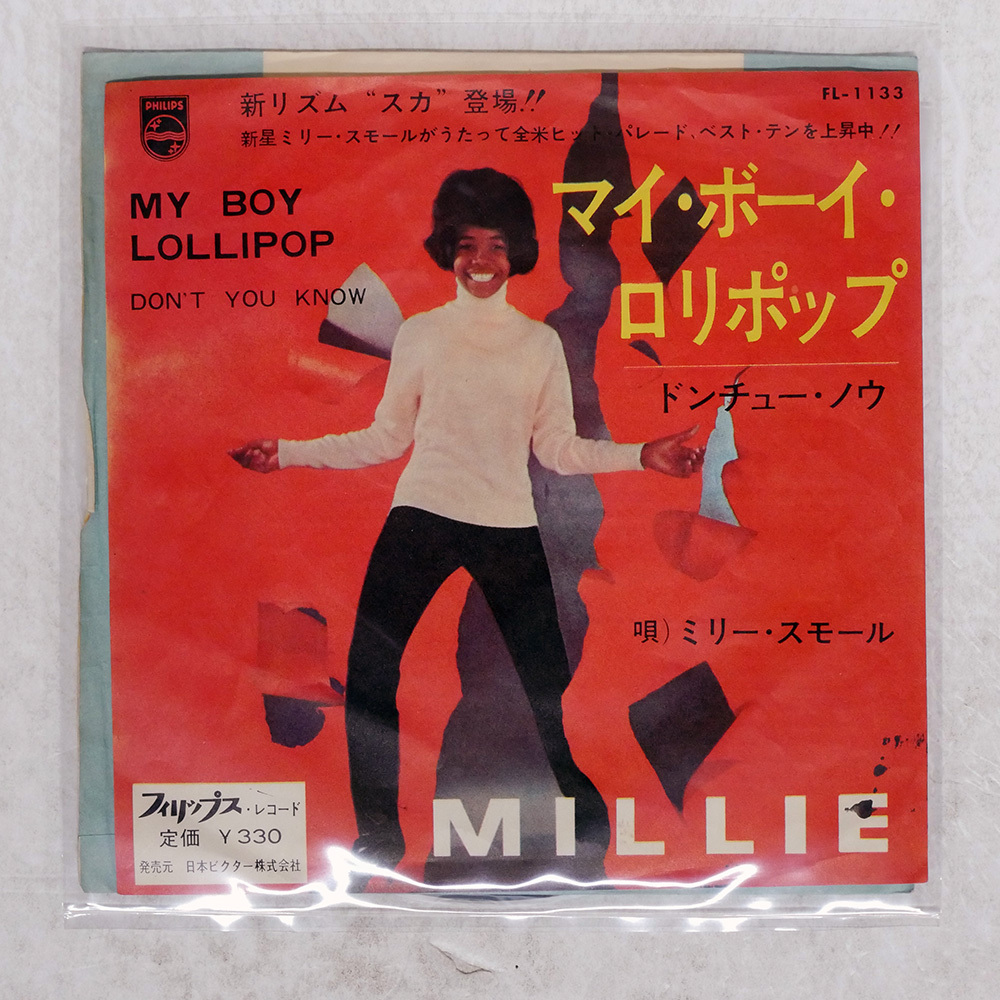 PHILIPS
新リズム“スカ”登場!!
FL-1133
新星ミリー・スモールがうたって全米ヒット・パレード、ベスト・テンを上昇中!!
MY BOY
LOLLIPOP
DON'T YOU KNOW
マイ・ボーイ・
ロリポップ
ドンチュー・ノウ
唄)ミリー・スモール
フィリップス・レコード
定価 ¥330
発売元 日本ビクター株式会社
MILLIE